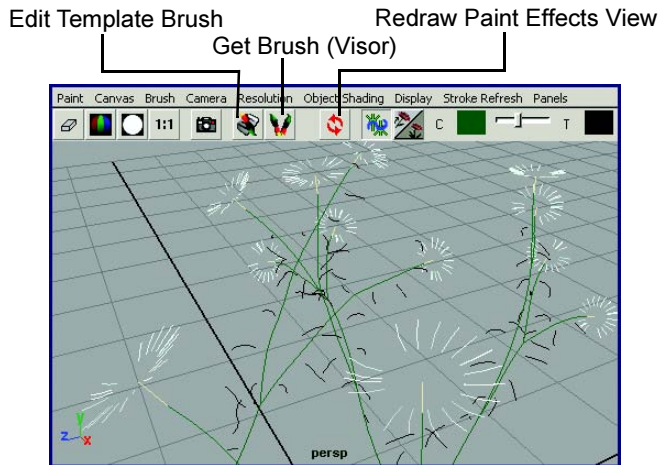 Edit Template Brush
Redraw Paint Effects View
Get Brush (Visor)
Paint Canvas Brush Camera Resolution Object Shading Display Stroke Refresh Panels
1:1 C T
y
z x
persp